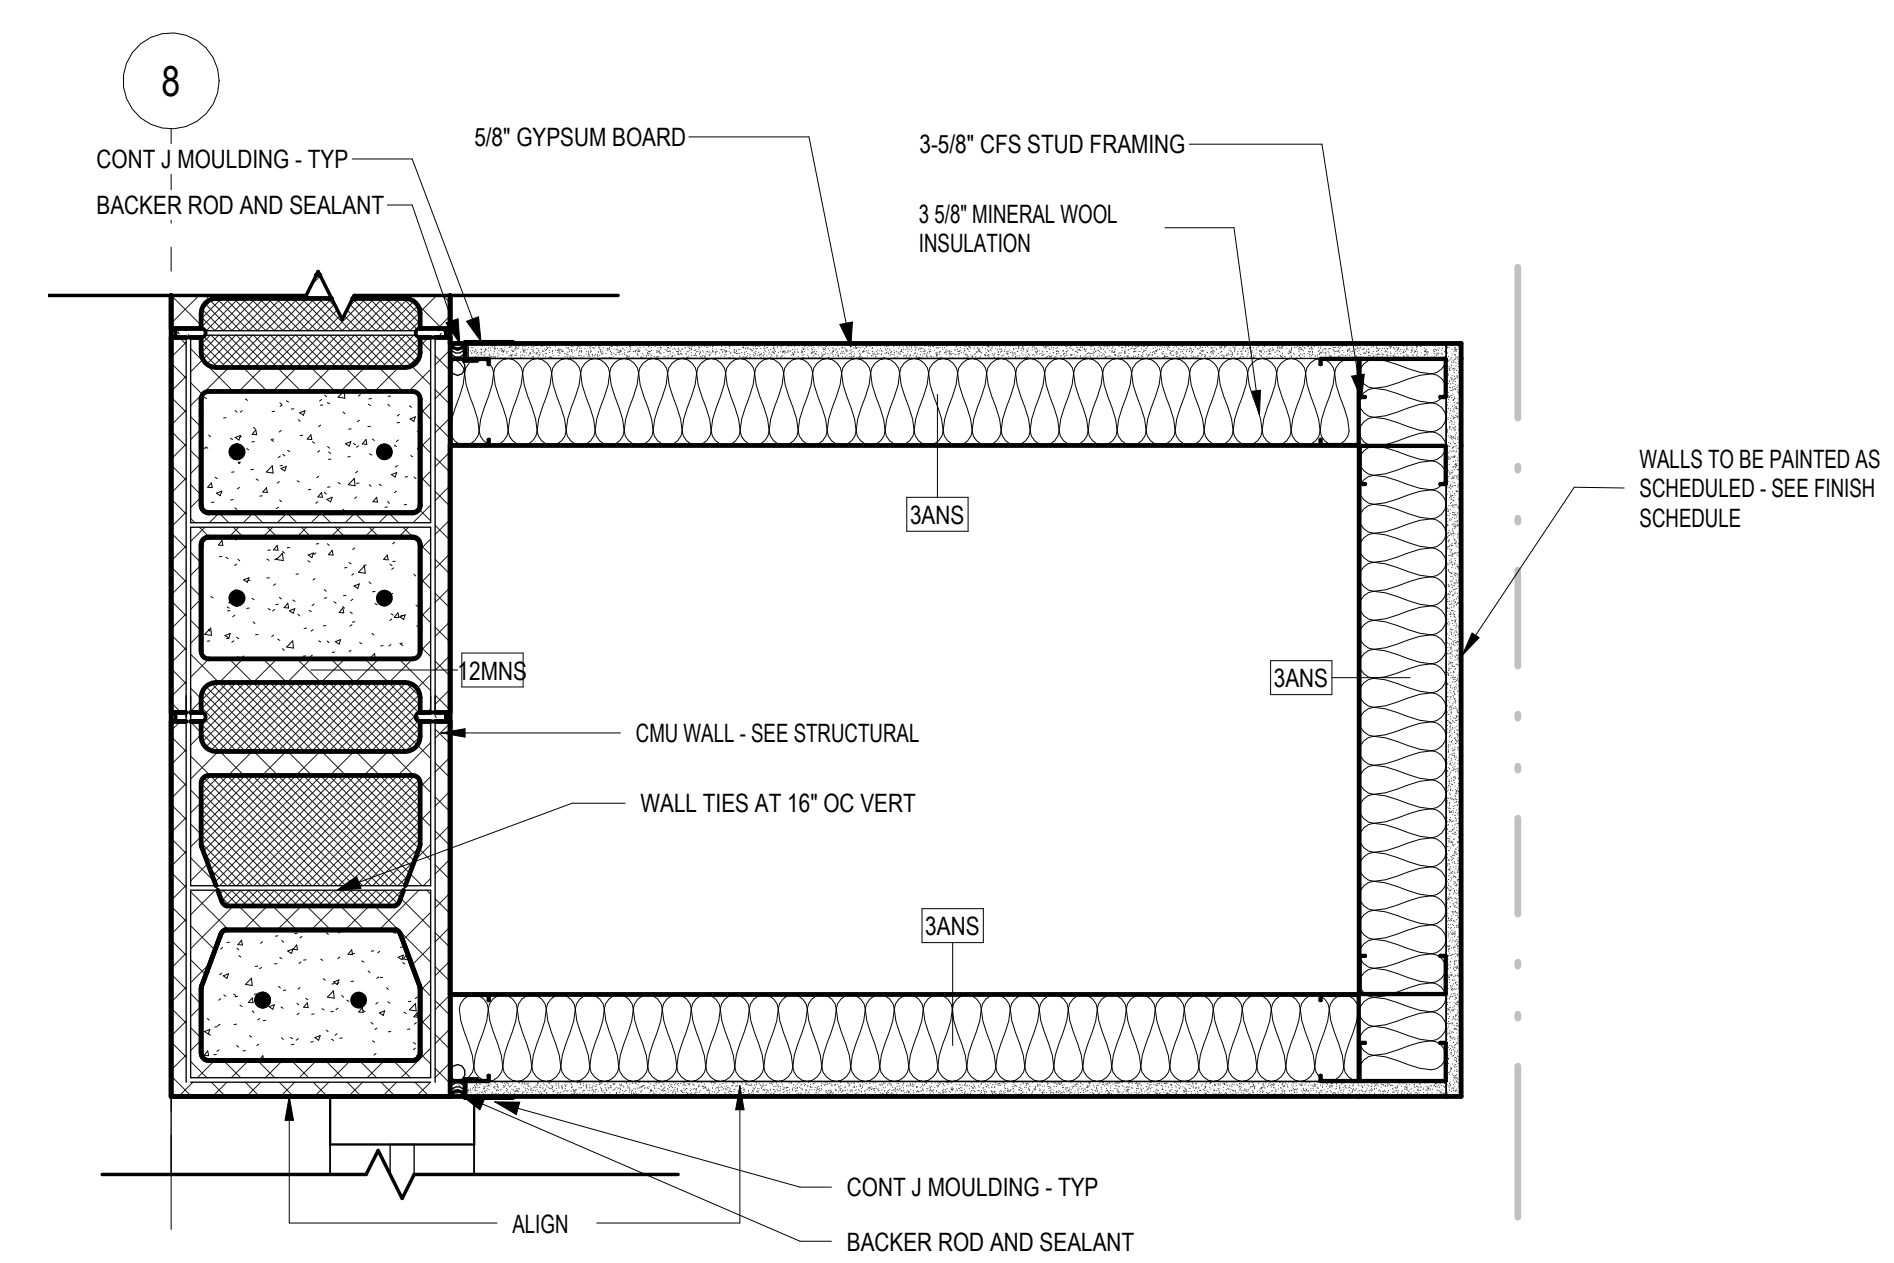 8
CONT J MOULDING - TYP
BACKER ROD AND SEALANT
5/8" GYPSUM BOARD
3-5/8" CFS STUD FRAMING
3 5/8" MINERAL WOOL
INSULATION
WALLS TO BE PAINTED AS
SCHEDULED - SEE FINISH
SCHEDULE
3ANS
12MNS
3ANS
CMU WALL - SEE STRUCTURAL
WALL TIES AT 16" OC VERT
3ANS
CONT J MOULDING - TYP
ALIGN
BACKER ROD AND SEALANT